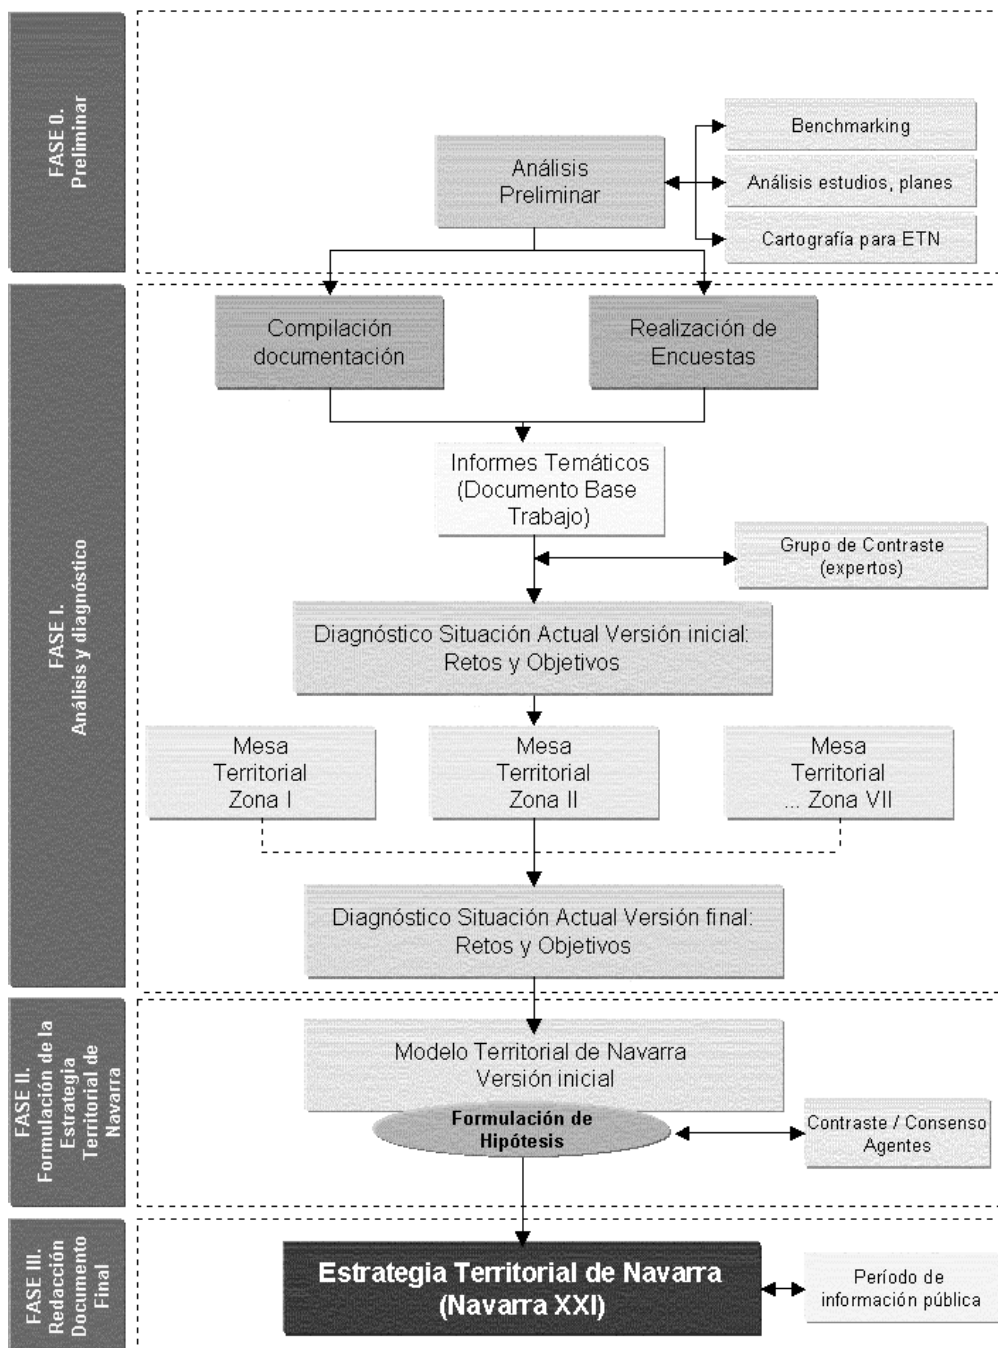 FASE 0.
Preliminar
Análisis
Preliminar
Benchmarking
Análisis estudios, planes
Cartografía para ETN
FASE I.
Análisis y diagnóstico
Compilación
documentación
Realización de
Encuestas
Informes Temáticos
(Documento Base
Trabajo)
Grupo de Contraste
(expertos)
Diagnóstico Situación Actual Versión inicial:
Retos y Objetivos
Mesa
Territorial
Zona I
Mesa
Territorial
Zona II
Mesa
Territorial
... Zona VII
Diagnóstico Situación Actual Versión final:
Retos y Objetivos
FASE II.
Formulación de la
Estrategia
Territorial de
Navarra
Modelo Territorial de Navarra
Versión inicial
Formulación de
Hipótesis
Contraste / Consenso
Agentes
FASE III.
Redacción
Documento
Final
Estrategia Territorial de Navarra
(Navarra XXI)
Período de
información pública